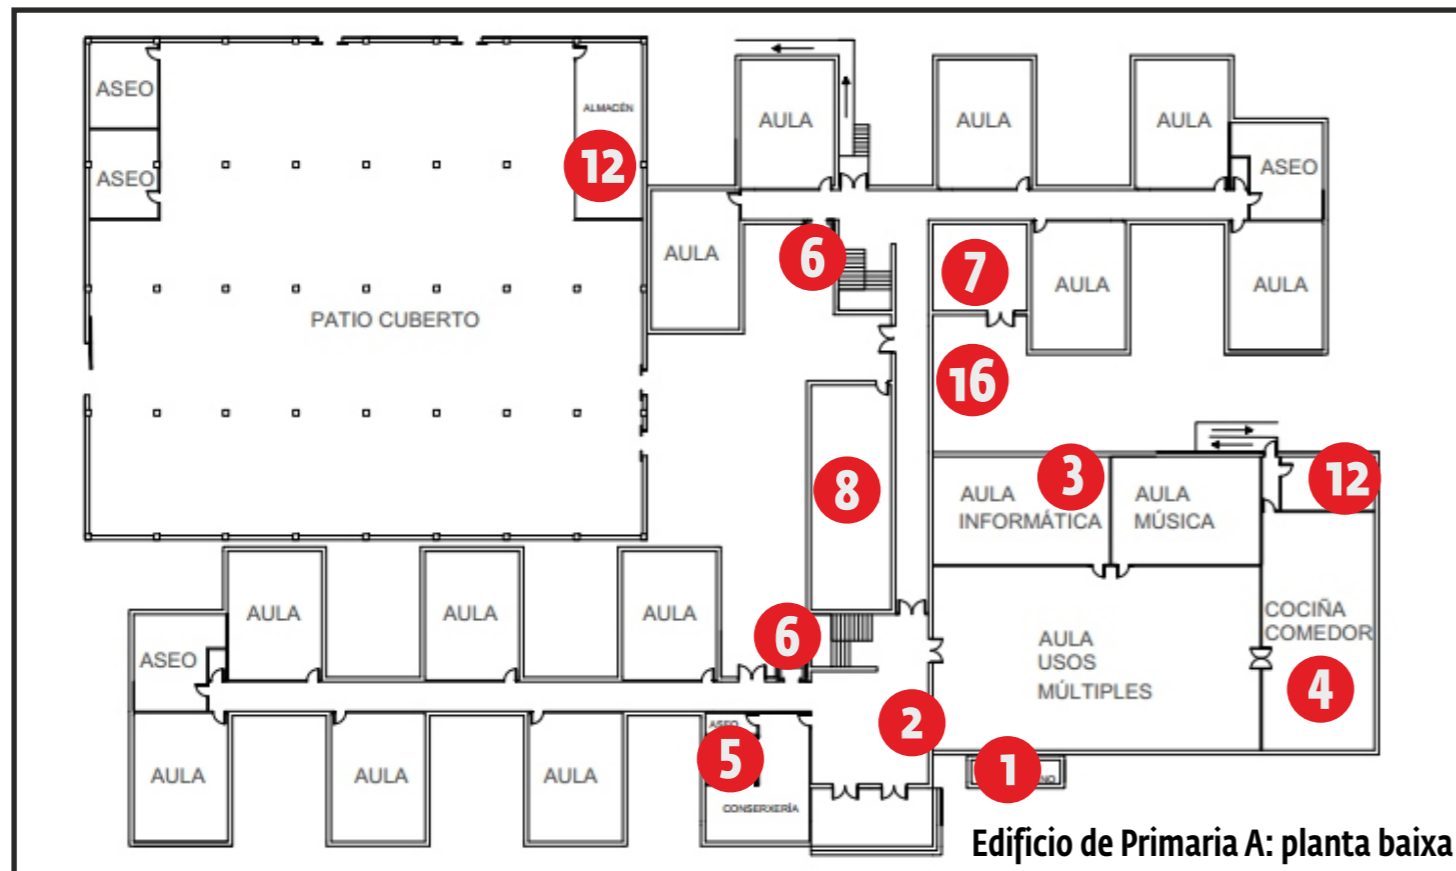 ASEO
ALMACÉN
AULA
AULA
AULA
ASEO
12
ASEO
AULA
6
7
AULA
AULA
PATIO CUBERTO
16
8
AULA
INFORMÁTICA
3
AULA
MÚSICA
12
AULA
AULA
AULA
ASEO
6
AULA
USOS
MÚLTIPLES
COCIÑA
COMEDOR
4
2
AULA
AULA
AULA
ASEO
5
CONSERXERÍA
1
Edificio de Primaria A: planta baixa